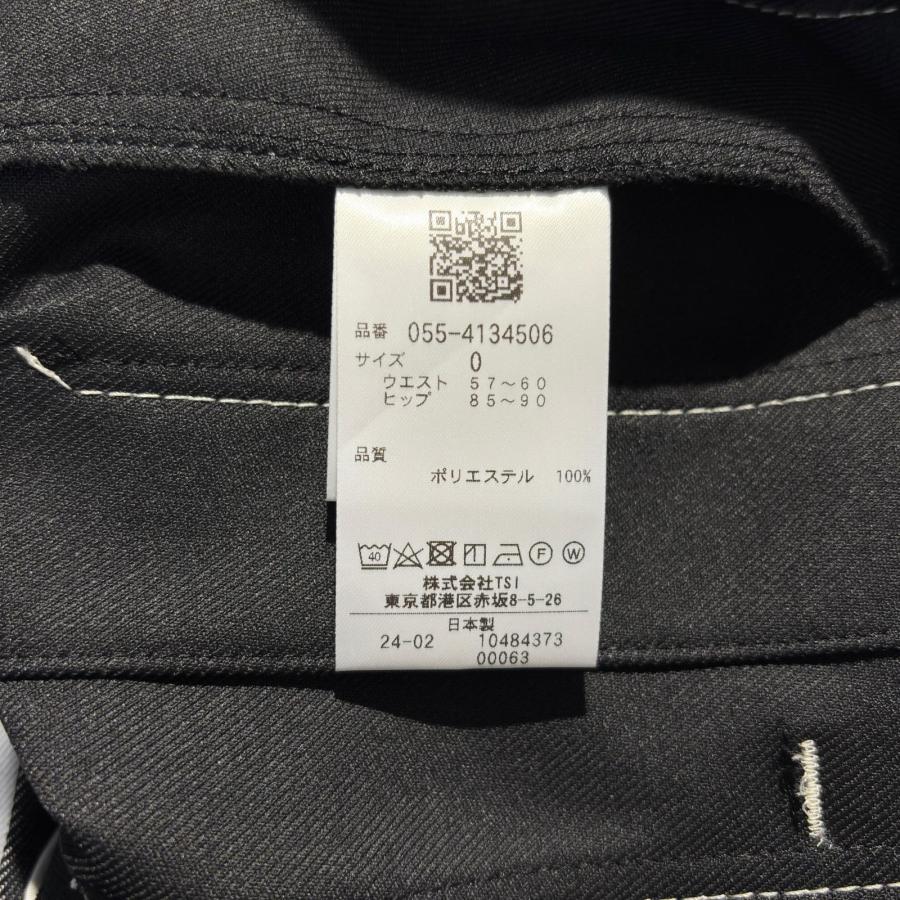 品番 055-4134506
サイズ 0
ウエスト 57～60
ヒップ 85～90
品質
ポリエステル 100%
40 F W
株式会社TSI
東京都港区赤坂8-5-26
日本製
24-02 10484373
00063